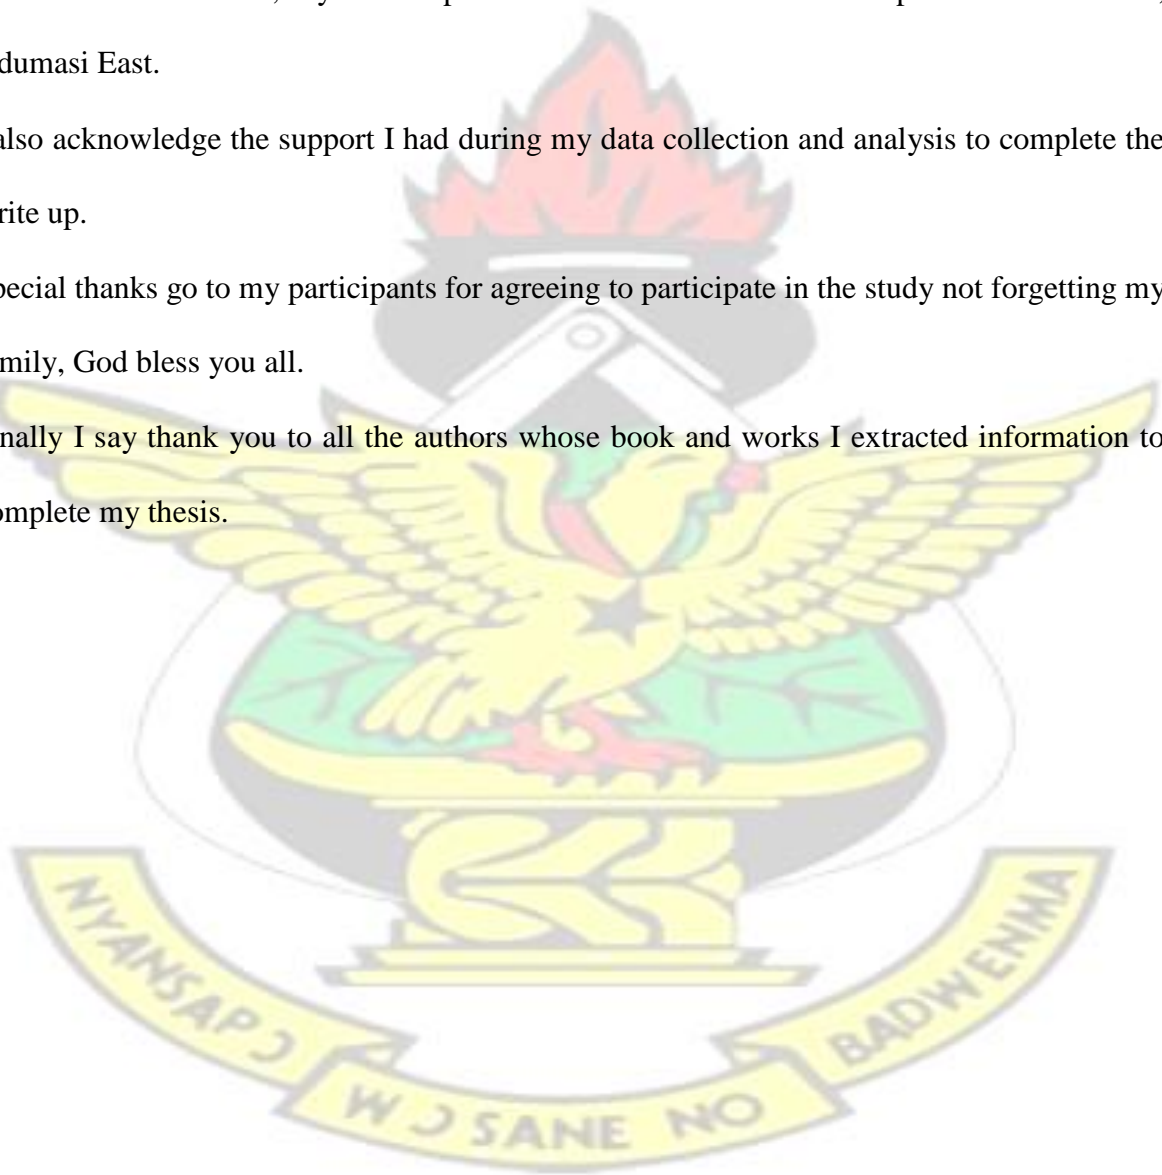 dumasi East.
also acknowledge the support I had during my data collection and analysis to complete the
rite up.
pecial thanks go to my participants for agreeing to participate in the study not forgetting my
mily, God bless you all.
nally I say thank you to all the authors whose book and works I extracted information to
omplete my thesis.
NYANSAPƆ
WƆSANE NO
BADWENMA